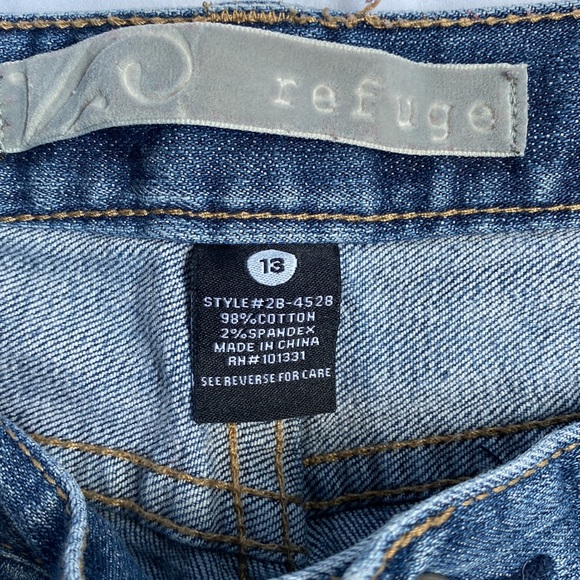 refuge
13
STYLE#2B-4528
98%COTTON
2%SPANDEX
MADE IN CHINA
RN#101331
SEE REVERSE FOR CARE